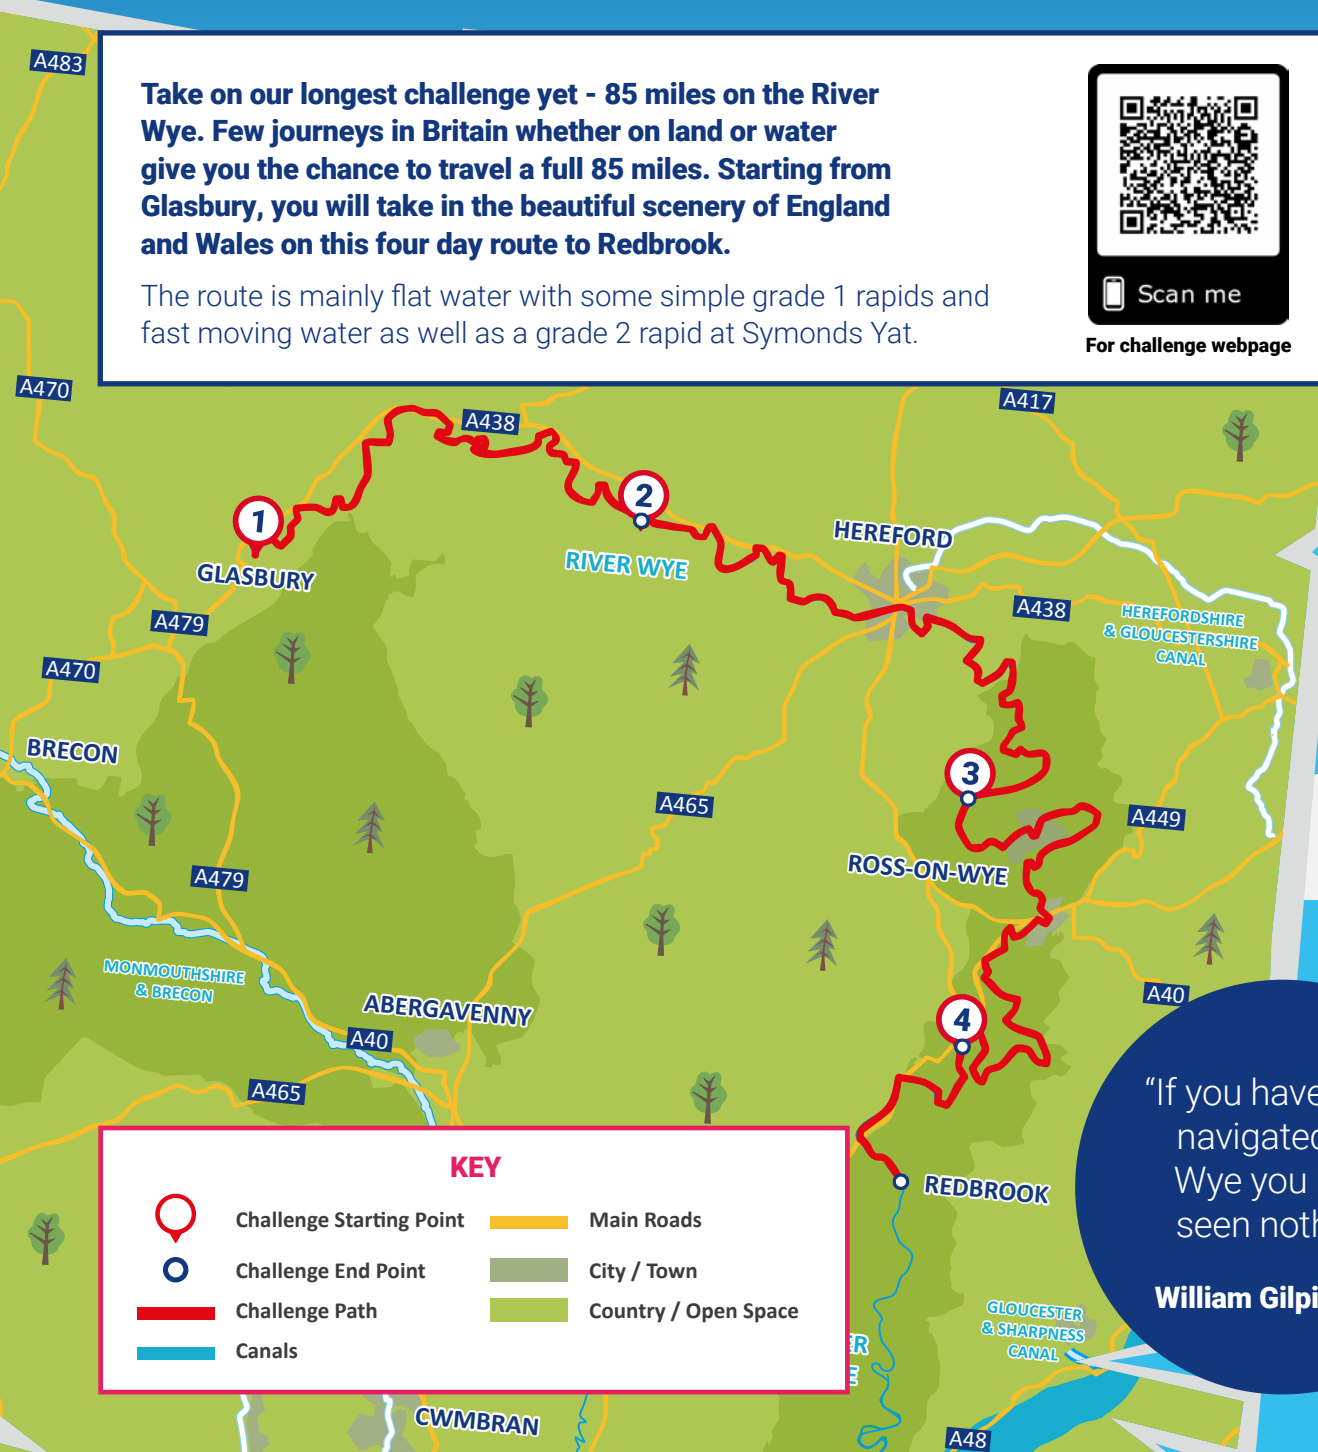 A483
Take on our longest challenge yet - 85 miles on the River
Wye. Few journeys in Britain whether on land or water
give you the chance to travel a full 85 miles. Starting from
Glasbury, you will take in the beautiful scenery of England
and Wales on this four day route to Redbrook.
The route is mainly flat water with some simple grade 1 rapids and
fast moving water as well as a grade 2 rapid at Symonds Yat.
Scan me
For challenge webpage
A470
A438
A417
1
2
GLASBURY
RIVER WYE
HEREFORD
A479
A438
HEREFORDSHIRE
& GLOUCESTERSHIRE
CANAL
A470
BRECON
3
A465
A449
ROSS-ON-WYE
A479
MONMOUTHSHIRE
& BRECON
ABERGAVENNY
A40
A40
4
A465
"If you have
navigated
Wye you
seen noth
William Gilpi
REDBROOK
KEY
Challenge Starting Point
Main Roads
Challenge End Point
City / Town
Challenge Path
Country / Open Space
Canals
GLOUCESTER
& SHARPNESS
CANAL
ER
E
CWMBRAN
A48